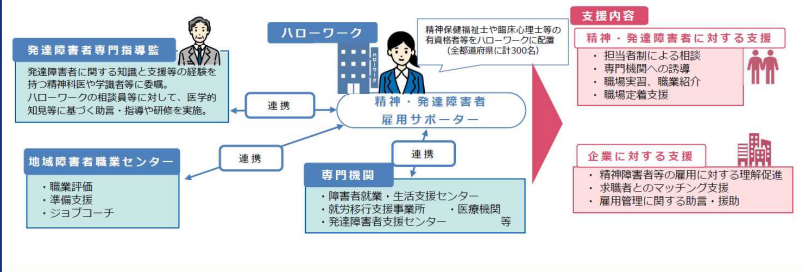 発達障害者専門指導監
発達障害者に関する知識と支援等の経験を
持つ精神科医や学識者等に委嘱。
ハローワークの相談員等に対して、医学的
知見等に基づく助言・指導や研修を実施。
ハローワーク
ハローワーク
精神保健福祉士や臨床心理士等の
有資格者等をハローワークに配置
(全都道府県に計300名)
連携
精神・発達障害者
雇用サポーター
地域障害者職業センター
・職業評価
・準備支援
・ジョブコーチ
連携
連携
専門機関
・障害者就業・生活支援センター
・就労移行支援事業所 ・医療機関
・発達障害者支援センター 等
支援内容
精神・発達障害者に対する支援
・ 担当者制による相談
・ 専門機関への誘導
・ 職場実習、職業紹介
・ 職場定着支援
企業に対する支援
・ 精神障害者等の雇用に対する理解促進
・ 求職者とのマッチング支援
・ 雇用管理に関する助言・援助